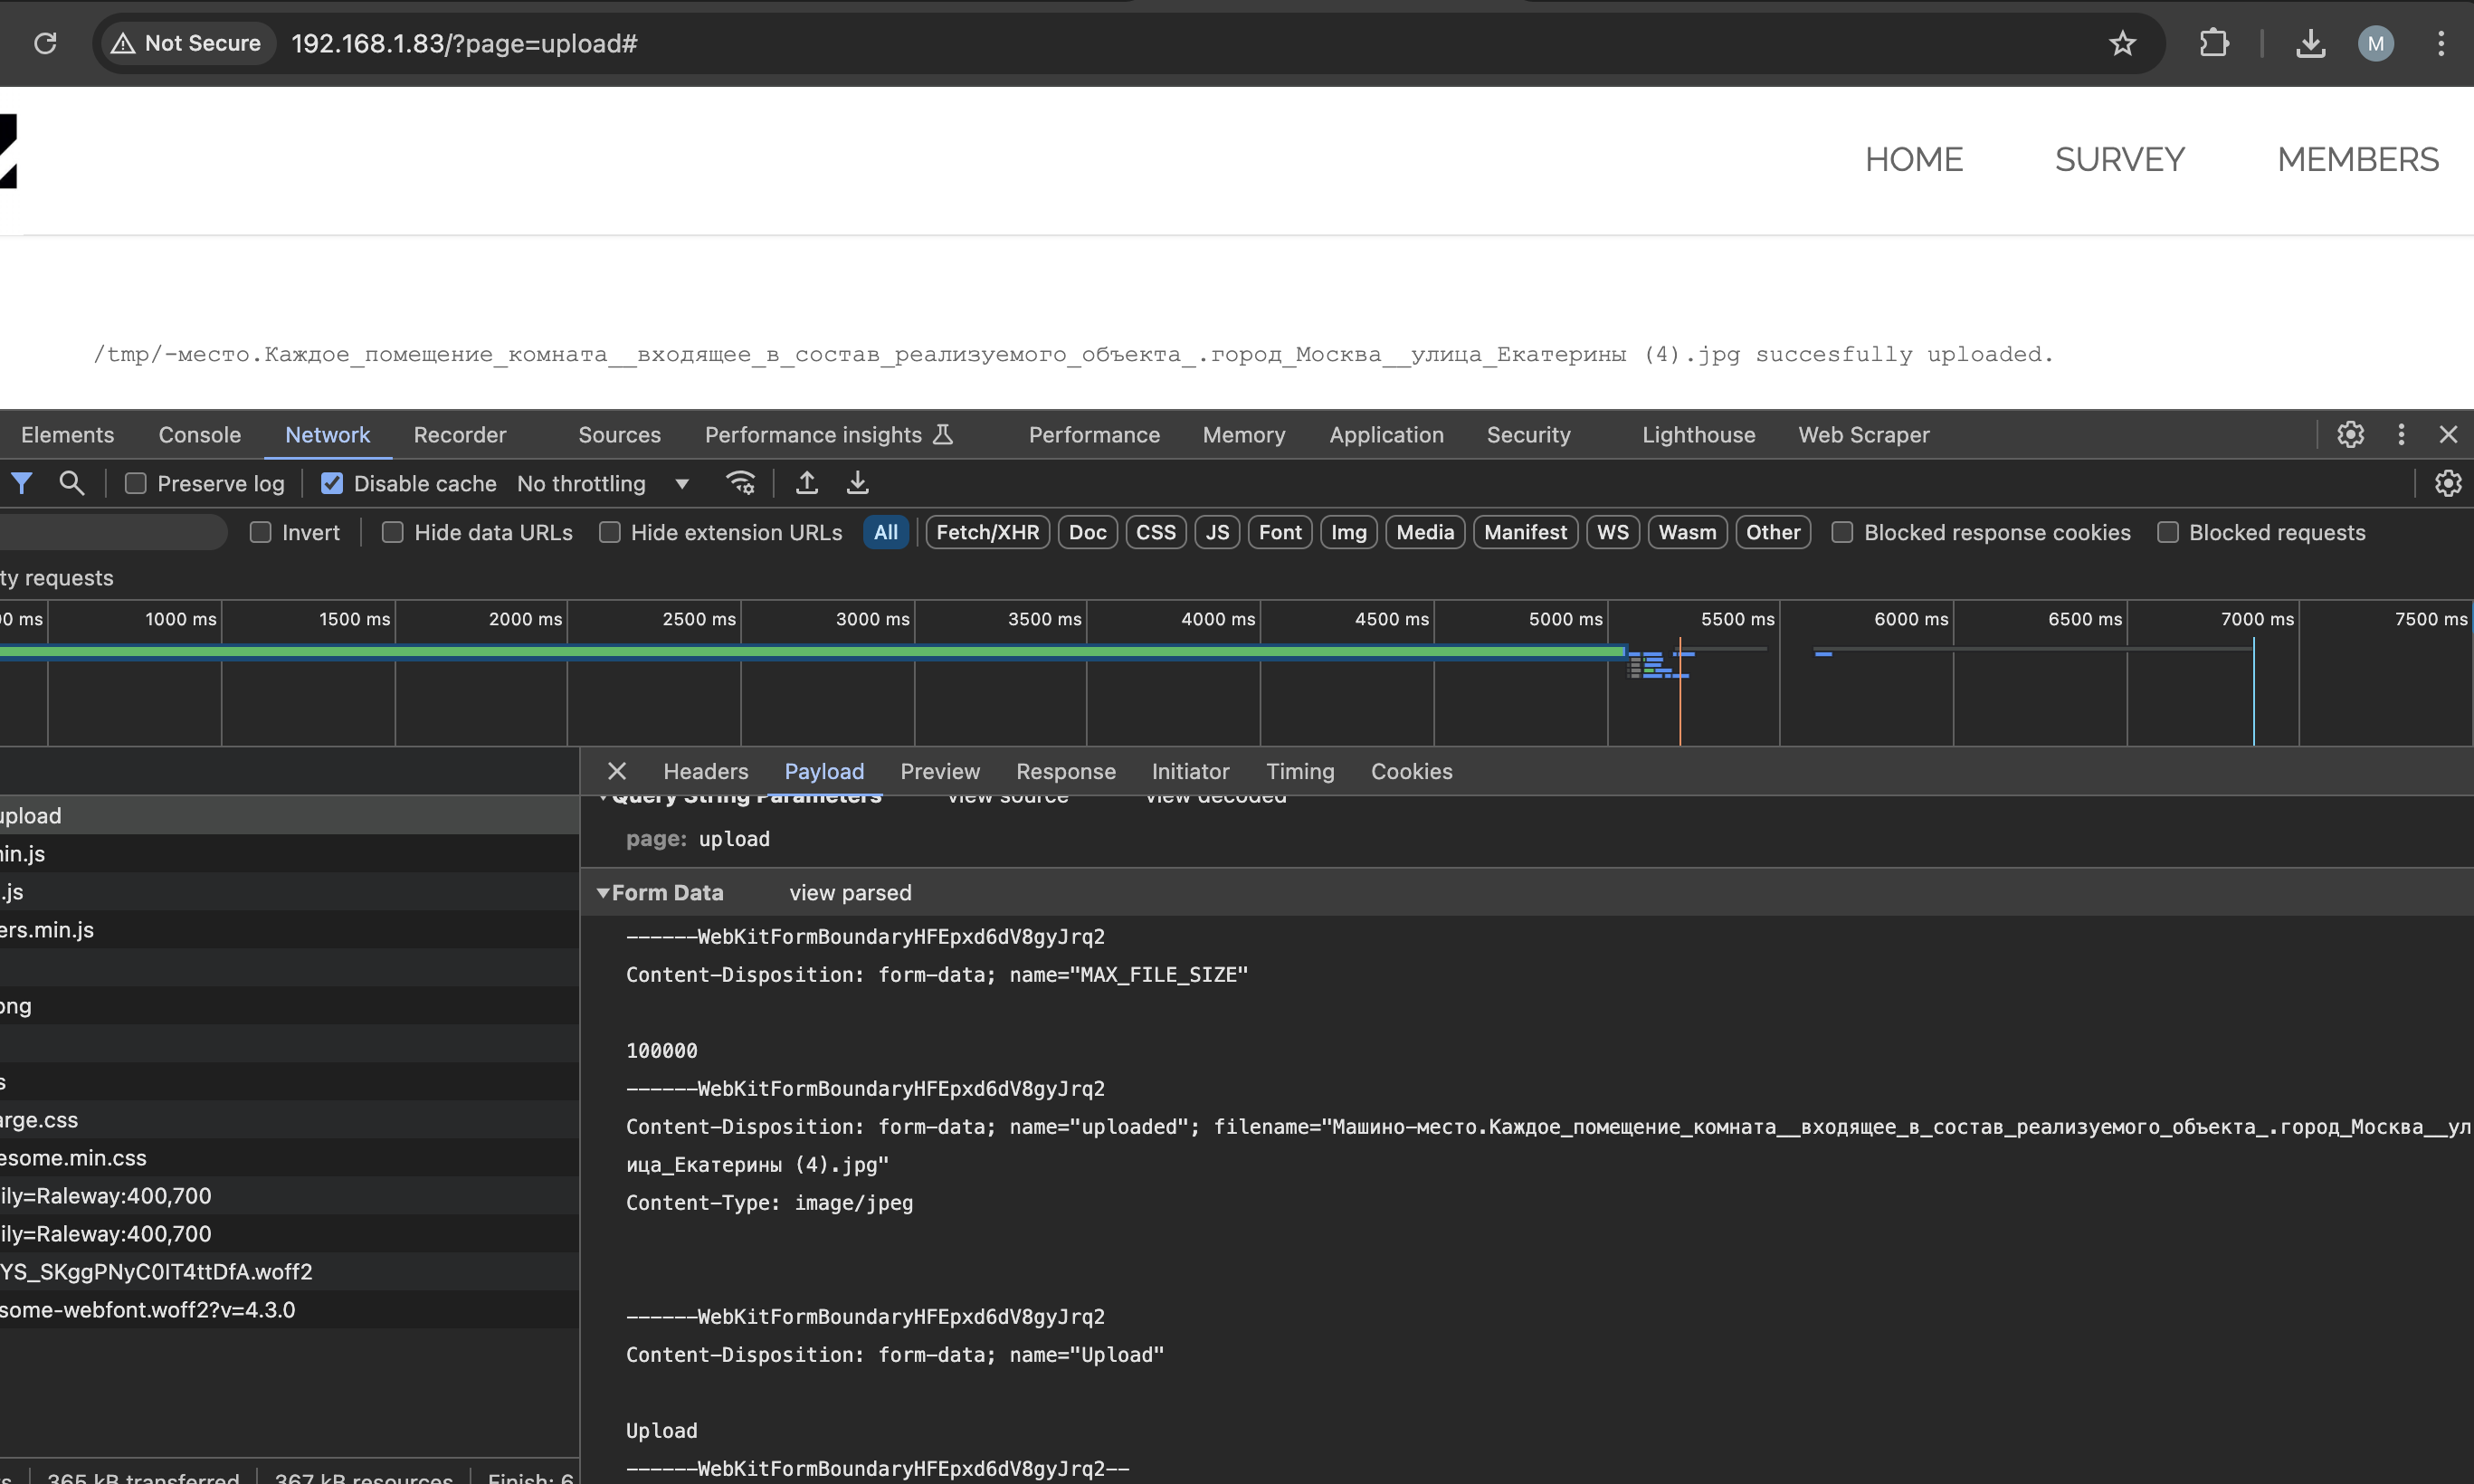 Not Secure 192.168.1.83/?page=upload# M
HOME SURVEY MEMBERS
/tmp/-место.Каждое_помещение_комната__входящее_в_состав_реализуемого_объекта_.город_Москва__улица_Екатерины (4).jpg succesfully uploaded.
Elements Console Network Recorder Sources Performance insights Performance Memory Application Security Lighthouse Web Scraper
Preserve log Disable cache No throttling
Invert Hide data URLs Hide extension URLs All Fetch/XHR Doc CSS JS Font Img Media Manifest WS Wasm Other Blocked response cookies Blocked requests
ty requests
00 ms 1000 ms 1500 ms 2000 ms 2500 ms 3000 ms 3500 ms 4000 ms 4500 ms 5000 ms 5500 ms 6000 ms 6500 ms 7000 ms 7500 ms
Headers Payload Preview Response Initiator Timing Cookies
Query String Parameters view source view decoded
page: upload
Form Data view parsed
------WebKitFormBoundaryHFEpxd6dV8gyJrq2
Content-Disposition: form-data; name="MAX_FILE_SIZE"
100000
------WebKitFormBoundaryHFEpxd6dV8gyJrq2
Content-Disposition: form-data; name="uploaded"; filename="Машино-место.Каждое_помещение_комната__входящее_в_состав_реализуемого_объекта_.город_Москва__ул
ица_Екатерины (4).jpg"
Content-Type: image/jpeg
------WebKitFormBoundaryHFEpxd6dV8gyJrq2
Content-Disposition: form-data; name="Upload"
Upload
------WebKitFormBoundaryHFEpxd6dV8gyJrq2--
upload
in.js
.js
ers.min.js
png
s
arge.css
esome.min.css
ily=Raleway:400,700
ily=Raleway:400,700
YS_SKggPNyC0IT4ttDfA.woff2
some-webfont.woff2?v=4.3.0
s 365 kB transferred 367 kB resources Finish: 6